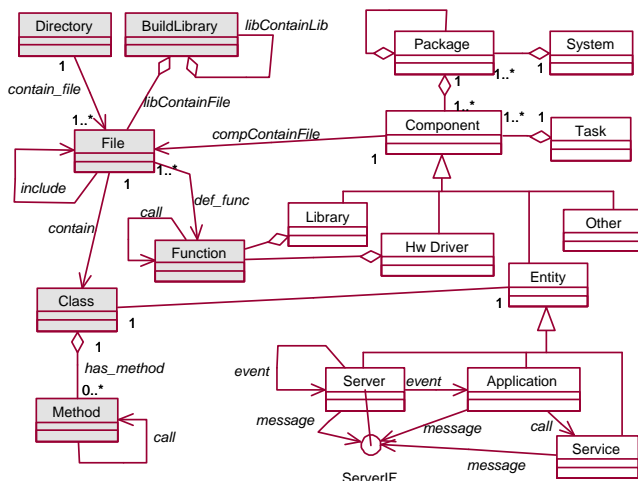 Directory
BuildLibrary
libContainLib
Package
System
1
contain_file
libContainFile
1
1..*
1
1..*
1..*
1..*
1
File
compContainFile
Component
Task
1
1..*
1
include
def_func
contain
call
Library
Other
Function
Hw Driver
Class
Entity
1
1
1
has_method
0..*
event
Server
event
Application
Method
message
message
call
call
Service
message
ServerIF